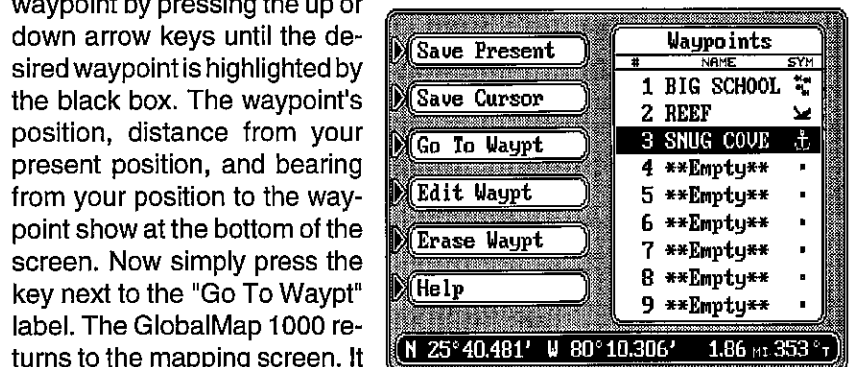 waypoint by pressing the up or
down arrow keys until the de-
sired waypoint is highlighted by
the black box. The waypoint's
position, distance from your
present position, and bearing
from your position to the way-
point show at the bottom of the
screen. Now simply press the
key next to the "Go To Waypt"
label. The GlobalMap 1000 re-
turns to the mapping screen. It
Save Present
Save Cursor
Go To Waypt
Edit Waypt
Erase Waypt
Help
Waypoints
# NAME SYM
1 BIG SCHOOL
2 REEF
3 SNUG COVE
4 **Empty**
5 **Empty**
6 **Empty**
7 **Empty**
8 **Empty**
9 **Empty**
N 25°40.481' W 80°10.306' 1.86 MI 353°T